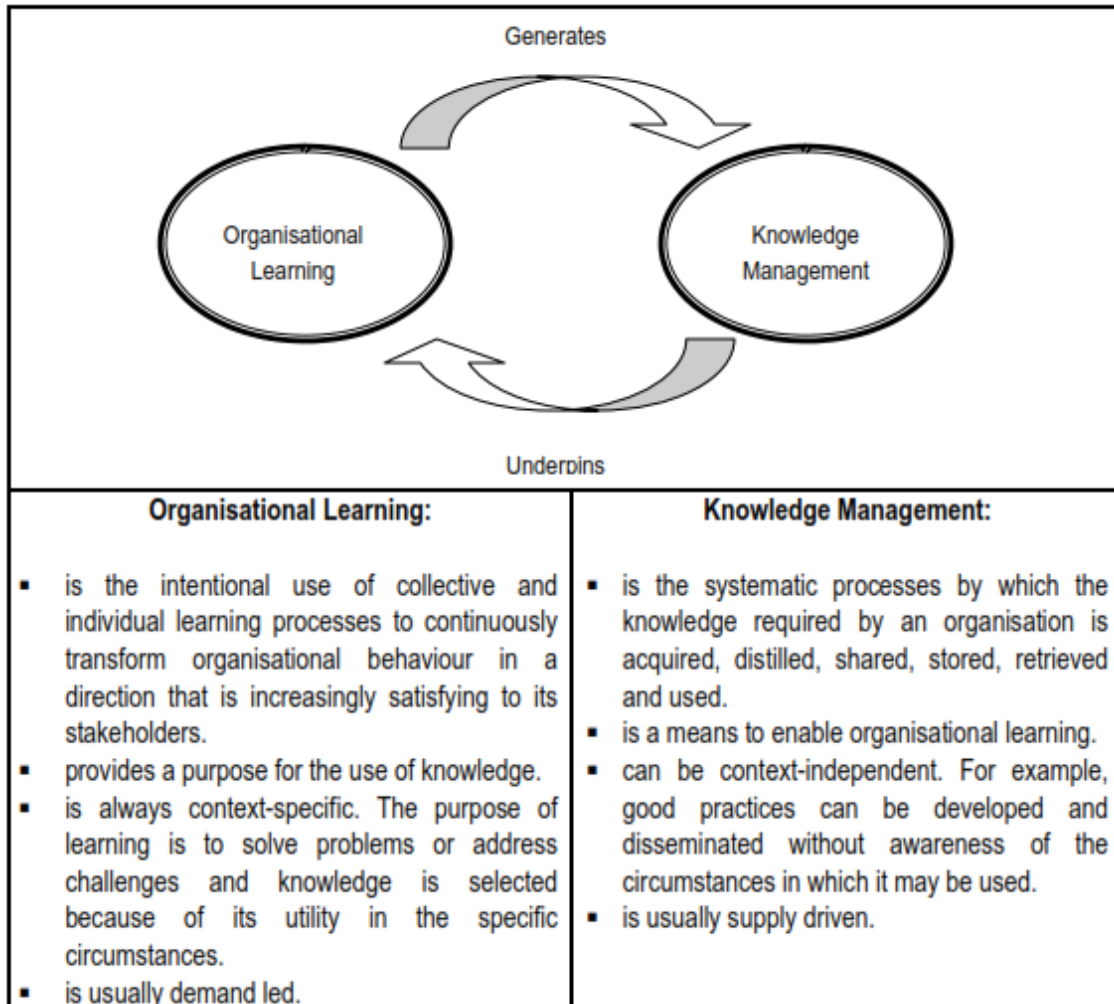 Generates
Organisational
Learning
Knowledge
Management
Underpins
Organisational Learning:
▪ is the intentional use of collective and
individual learning processes to continuously
transform organisational behaviour in a
direction that is increasingly satisfying to its
stakeholders.
▪ provides a purpose for the use of knowledge.
▪ is always context-specific. The purpose of
learning is to solve problems or address
challenges and knowledge is selected
because of its utility in the specific
circumstances.
▪ is usually demand led.
Knowledge Management:
▪ is the systematic processes by which the
knowledge required by an organisation is
acquired, distilled, shared, stored, retrieved
and used.
▪ is a means to enable organisational learning.
▪ can be context-independent. For example,
good practices can be developed and
disseminated without awareness of the
circumstances in which it may be used.
▪ is usually supply driven.